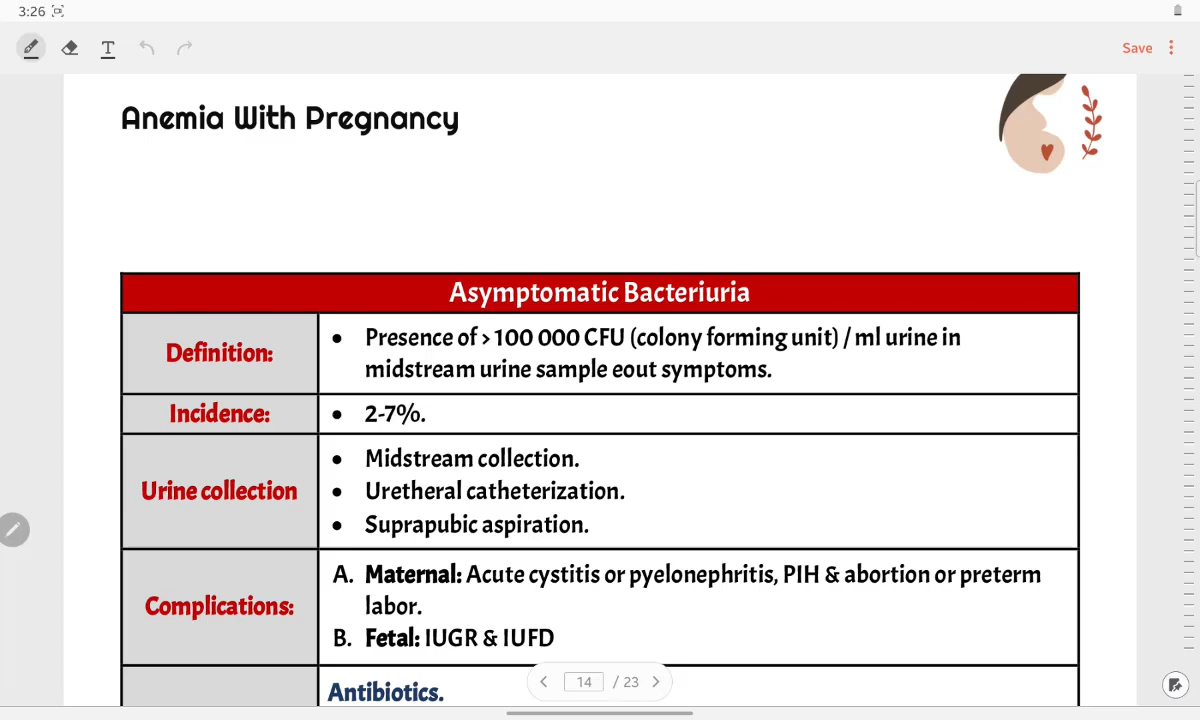 3:26
Save
Anemia With Pregnancy
Asymptomatic Bacteriuria
Definition:
• Presence of > 100 000 CFU (colony forming unit) / ml urine in
midstream urine sample eout symptoms.
Incidence:
• 2-7%.
Urine collection
• Midstream collection.
• Urethral catheterization.
• Suprapubic aspiration.
Complications:
A. Maternal: Acute cystitis or pyelonephritis, PIH & abortion or preterm
labor.
B. Fetal: IUGR & IUFD
Antibiotics.
14 / 23